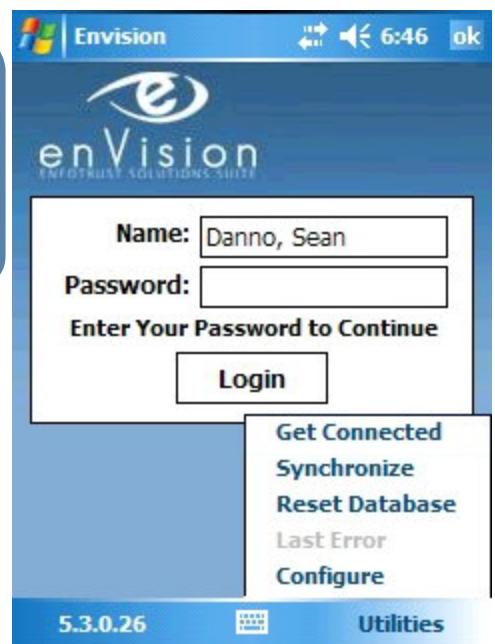 Envision 6:46 ok
enVision
ENFOTRUST SOLUTIONS SUITE
Name: Danno, Sean
Password:
Enter Your Password to Continue
Login
Get Connected
Synchronize
Reset Database
Last Error
Configure
5.3.0.26 Utilities